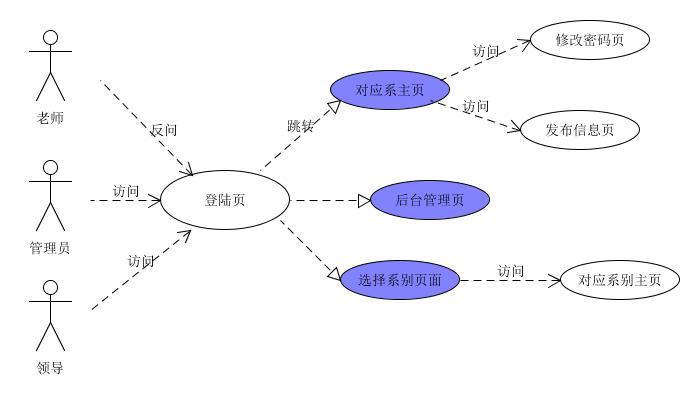 修改密码页
访问
对应系主页
访问
老师
发布信息页
跳转
反问
管理员
访问
登陆页
后台管理页
访问
选择系别页面
访问
对应系别主页
领导